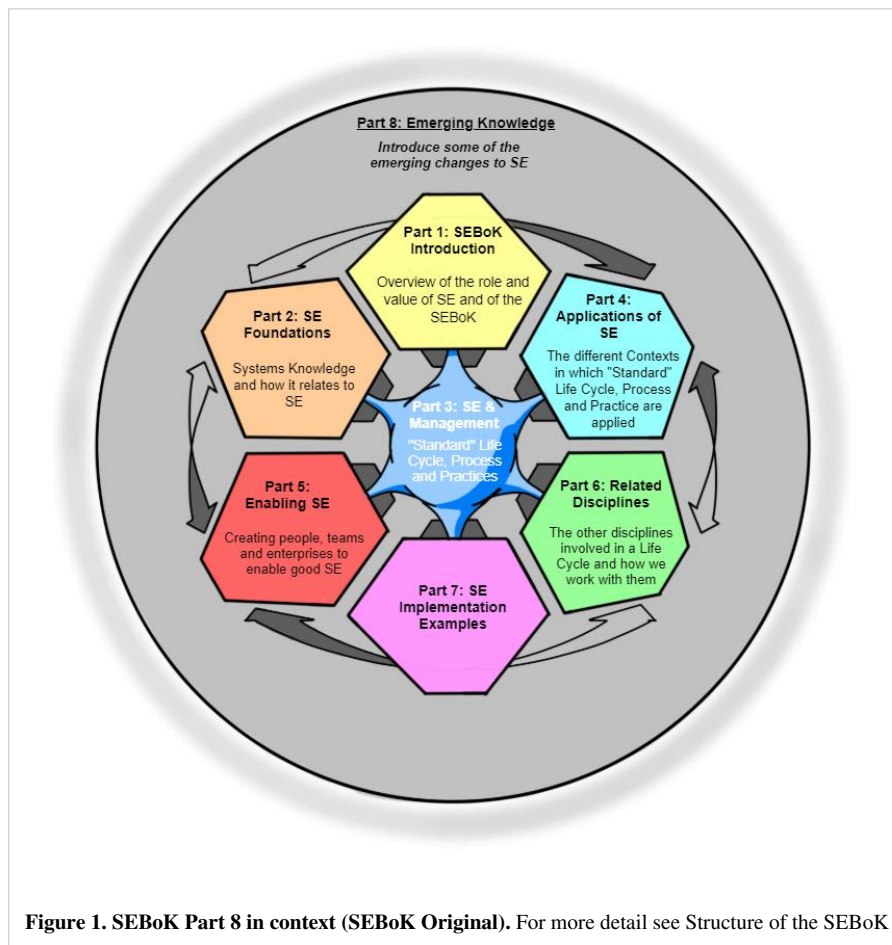 Part 8: Emerging Knowledge
Introduce some of the
emerging changes to SE
Part 1: SEBoK
Introduction
Overview of the role and
value of SE and of the
SEBoK
Part 2: SE
Foundations
Systems Knowledge
and how it relates to
SE
Part 4:
Applications of
SE
The different Contexts
in which "Standard"
Life Cycle, Process
and Practice are
applied
Part 3: SE &
Management
"Standard" Life
Cycle, Process
and Practices
Part 5:
Enabling SE
Creating people, teams
and enterprises to
enable good SE
Part 6: Related
Disciplines
The other disciplines
involved in a Life
Cycle and how we
work with them
Part 7: SE
Implementation
Examples
Figure 1. SEBoK Part 8 in context (SEBoK Original). For more detail see Structure of the SEBoK